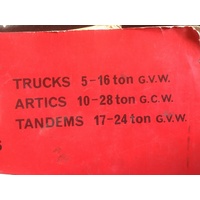 TRUCKS 5-16 ton G.V.W.
ARTICS 10-28 ton G.C.W.
TANDEMS 17-24 ton G.V.W.